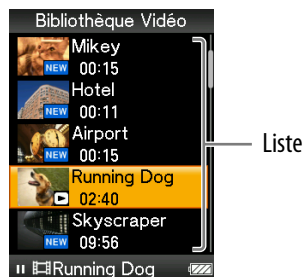 Bibliothèque Vidéo
Mikey
NEW 00:15
Hotel
NEW 00:11
Airport
NEW 00:15
Running Dog
02:40
Skyscraper
NEW 09:56
Running Dog
Liste